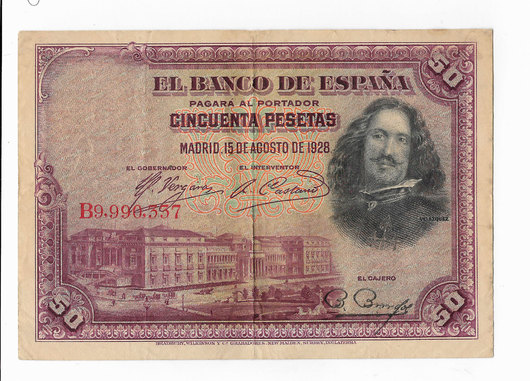 50
EL BANCO DE ESPAÑA
PAGARÁ AL PORTADOR
CINCUENTA PESETAS
MADRID, 15 DE AGOSTO DE 1928
EL GOBERNADOR EL INTERVENTOR
B9,990,357
VELAZQUEZ
EL CAJERO
50 50
BRADBURY, WILKINSON Y Cª GRABADORES, NEW MALDEN, SURREY, INGLATERRA